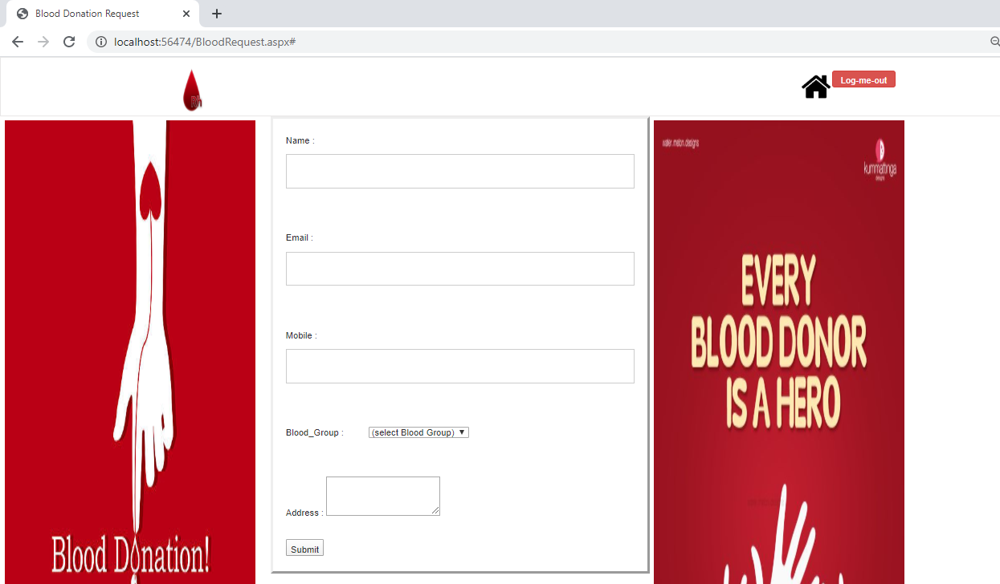 Blood Donation Request
localhost:56474/BloodRequest.aspx#
Rh
Log-me-out
Name :
Email :
Mobile :
Blood_Group :
(select Blood Group)
Address :
Submit
Blood Donation!
water.melon.designs
kummattinga
designs
EVERY
BLOOD DONOR
IS A HERO